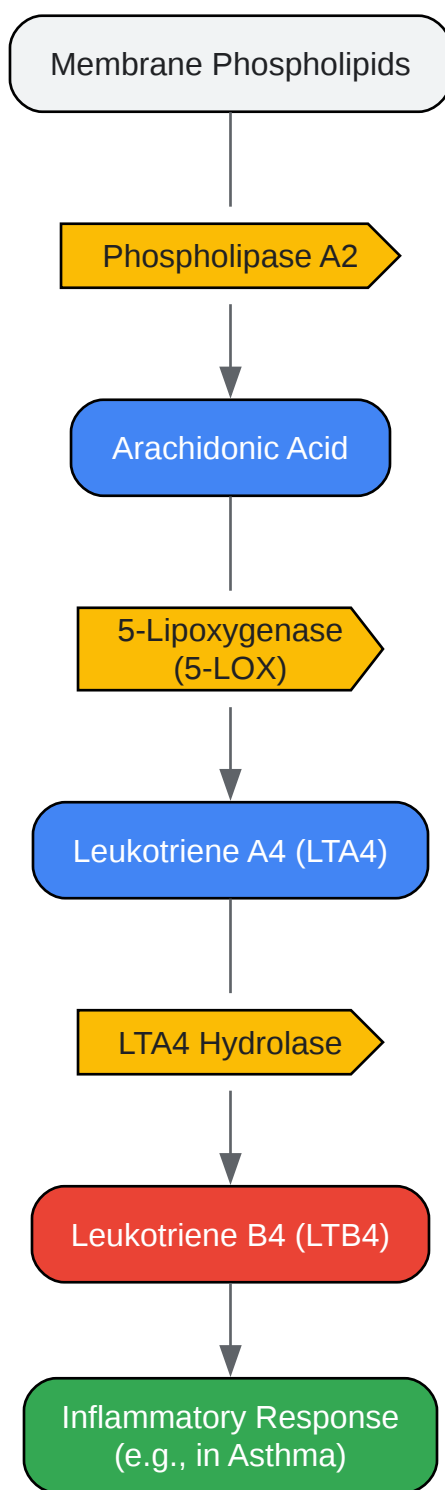 Membrane Phospholipids
Phospholipase A2
Arachidonic Acid
5-Lipoxygenase
(5-LOX)
Leukotriene A4 (LTA4)
LTA4 Hydrolase
Leukotriene B4 (LTB4)
Inflammatory Response
(e.g., in Asthma)